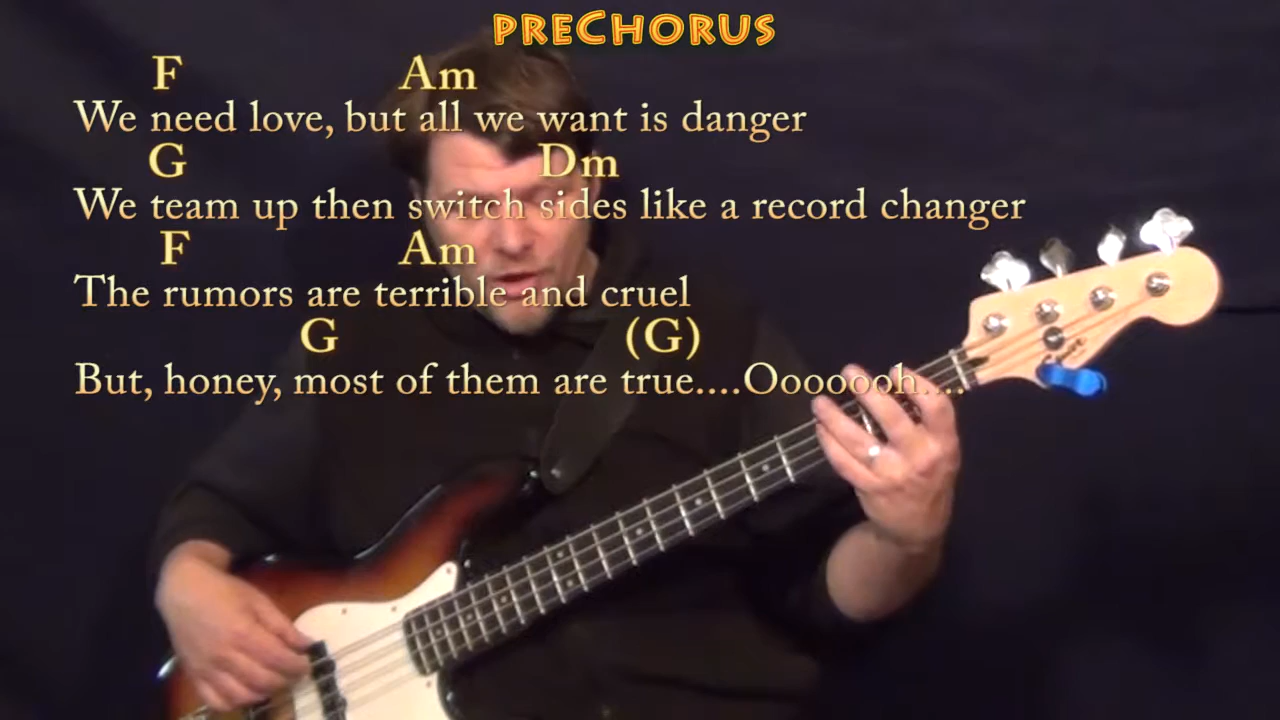 PRECHORUS
F Am
We need love, but all we want is danger
G Dm
We team up then switch sides like a record changer
F Am
The rumors are terrible and cruel
G (G)
But, honey, most of them are true....Ooooooh....